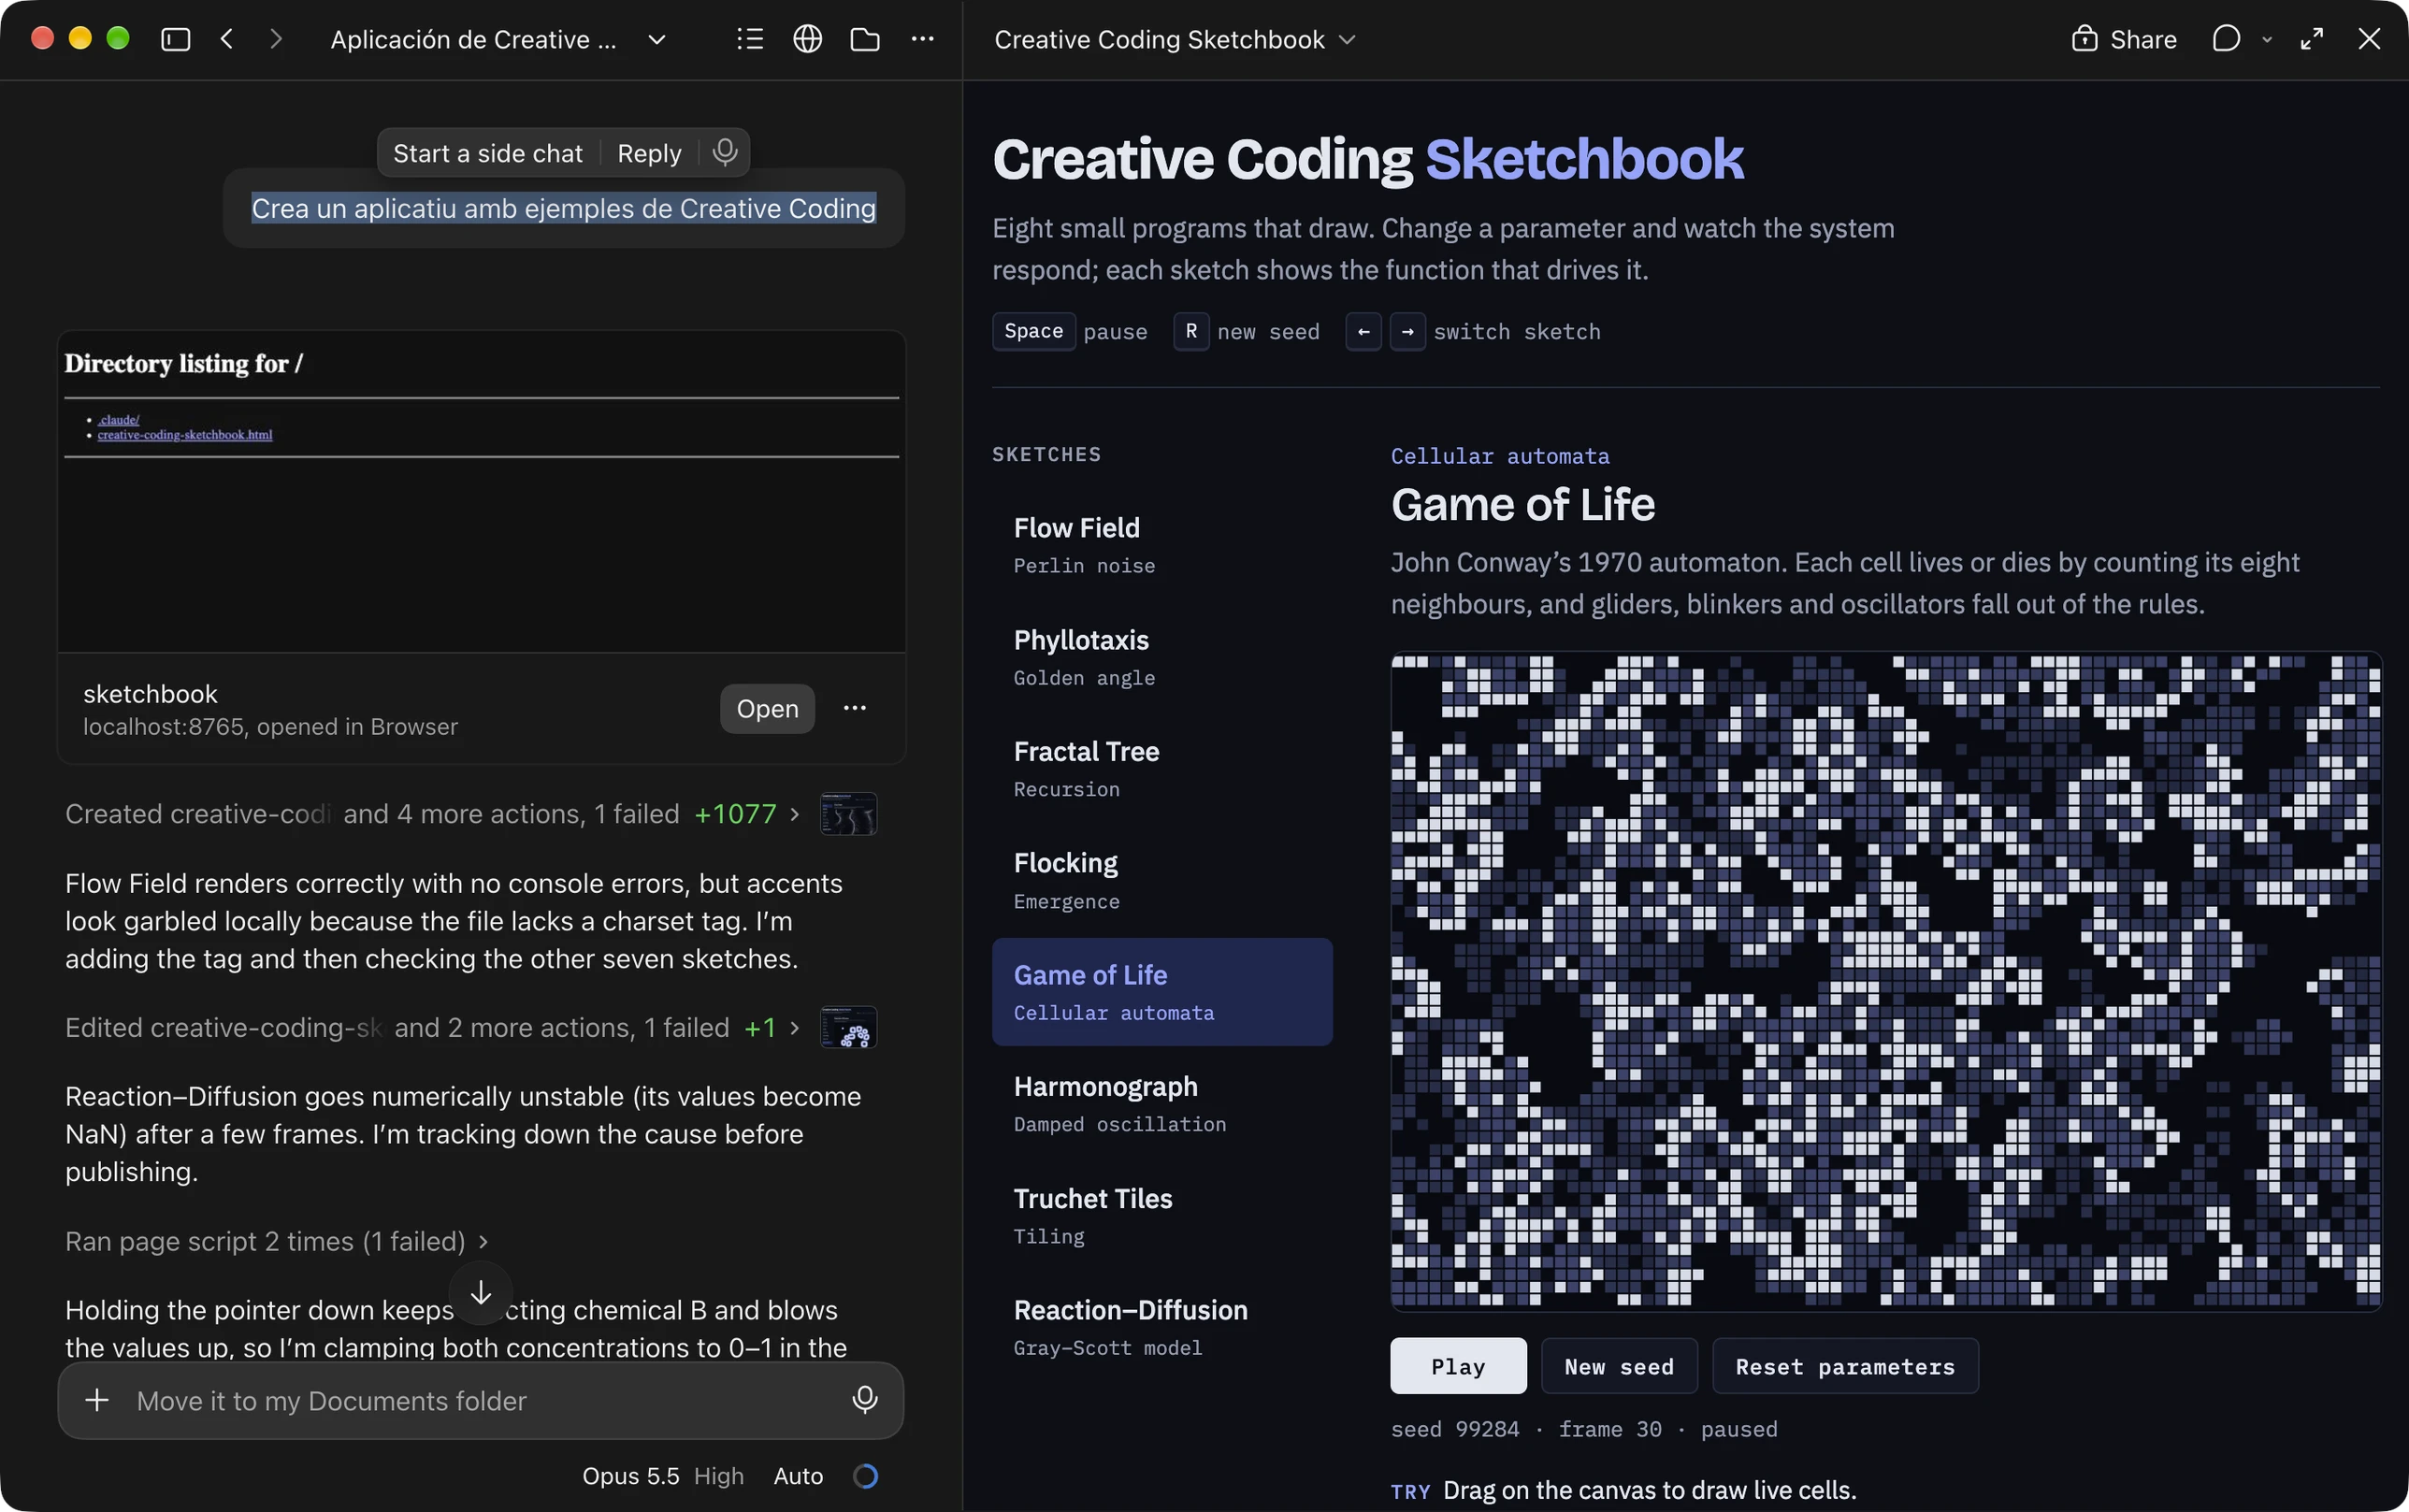 Aplicación de Creative ...
Creative Coding Sketchbook
Share
Start a side chat
Reply
Crea un aplicatiu amb ejemples de Creative Coding
Directory listing for /
.claude/
creative-coding-sketchbook.html
sketchbook
localhost:8765, opened in Browser
Open
Created creative-codi and 4 more actions, 1 failed +1077
Flow Field renders correctly with no console errors, but accents
look garbled locally because the file lacks a charset tag. I’m
adding the tag and then checking the other seven sketches.
Edited creative-coding-sk and 2 more actions, 1 failed +1
Reaction–Diffusion goes numerically unstable (its values become
NaN) after a few frames. I’m tracking down the cause before
publishing.
Ran page script 2 times (1 failed)
Holding the pointer down keeps cting chemical B and blows
the values up, so I’m clamping both concentrations to 0–1 in the
Move it to my Documents folder
Opus 5.5 High Auto
Creative Coding Sketchbook
Eight small programs that draw. Change a parameter and watch the system
respond; each sketch shows the function that drives it.
Space pause R new seed ← → switch sketch
SKETCHES
Flow Field
Perlin noise
Phyllotaxis
Golden angle
Fractal Tree
Recursion
Flocking
Emergence
Game of Life
Cellular automata
Harmonograph
Damped oscillation
Truchet Tiles
Tiling
Reaction–Diffusion
Gray–Scott model
Cellular automata
Game of Life
John Conway’s 1970 automaton. Each cell lives or dies by counting its eight
neighbours, and gliders, blinkers and oscillators fall out of the rules.
Play
New seed
Reset parameters
seed 99284 · frame 30 · paused
TRY Drag on the canvas to draw live cells.